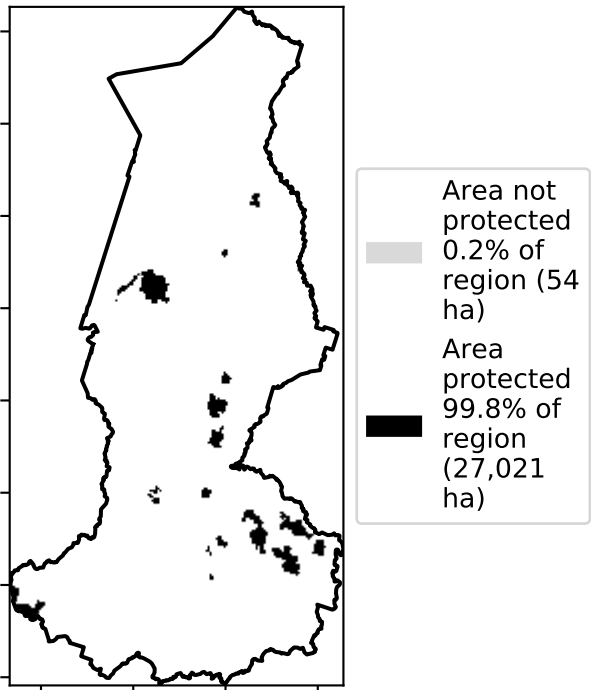 Area not
protected
0.2% of
region (54
ha)
Area
protected
99.8% of
region
(27,021
ha)